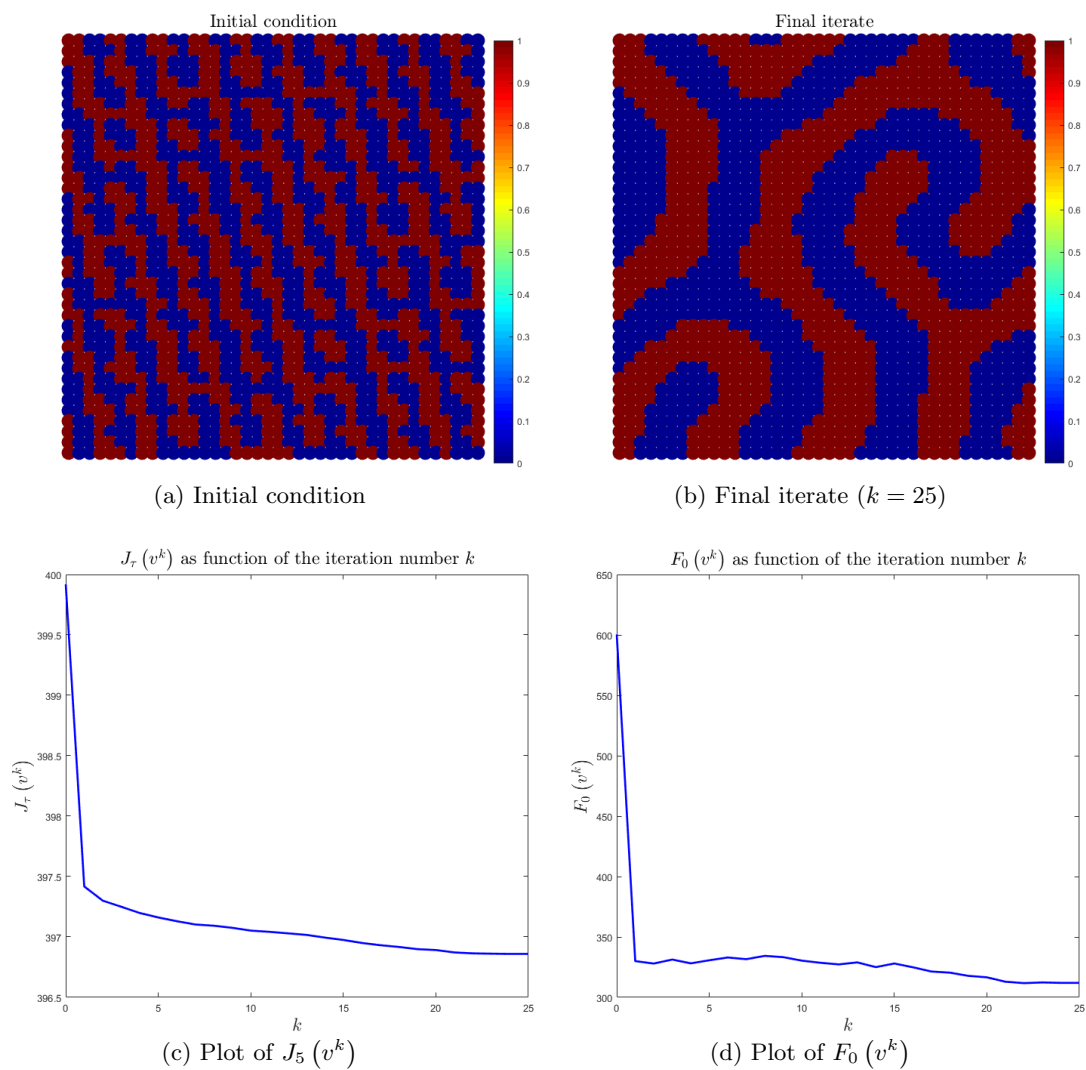 Initial condition
1
0.9
0.8
0.7
0.6
0.5
0.4
0.3
0.2
0.1
0
(a) Initial condition
Final iterate
1
0.9
0.8
0.7
0.6
0.5
0.4
0.3
0.2
0.1
0
(b) Final iterate (k = 25)
J_τ (v^k) as function of the iteration number k
J_τ (v^k)
400
399.5
399
398.5
398
397.5
397
396.5
0 5 10 15 20 25
k
(c) Plot of J_5 (v^k)
F_0 (v^k) as function of the iteration number k
F_0 (v^k)
650
600
550
500
450
400
350
300
0 5 10 15 20 25
k
(d) Plot of F_0 (v^k)